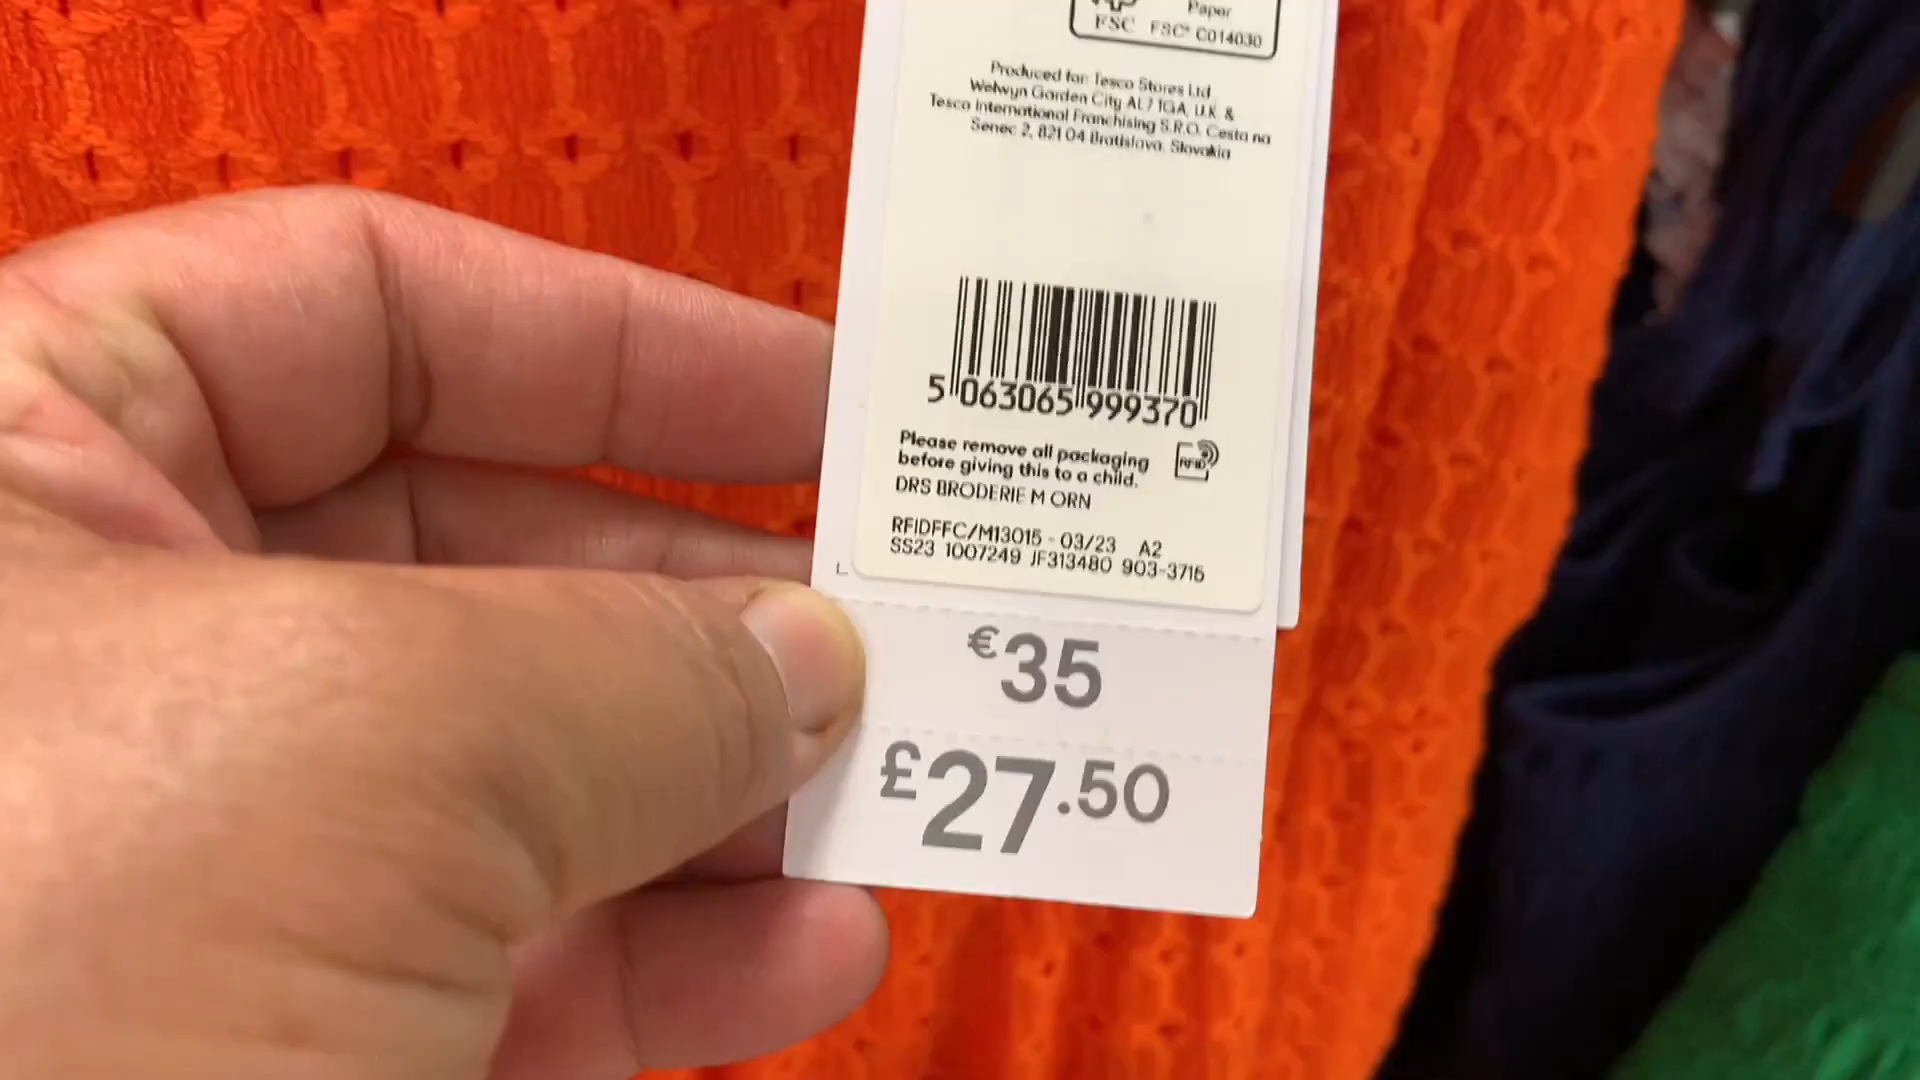 Paper
FSC FSC® C014030
Produced for: Tesco Stores Ltd
Welwyn Garden City AL7 1GA, U.K. &
Tesco International Franchising S.R.O. Cesta na
Senec 2, 821 04 Bratislava, Slovakia
5 063065 999370
Please remove all packaging
before giving this to a child.
RFID
DRS BRODERIE M ORN
RFIDFFC/M13015 - 03/23 A2
SS23 1007249 JF313480 903-3715
€35
£27.50